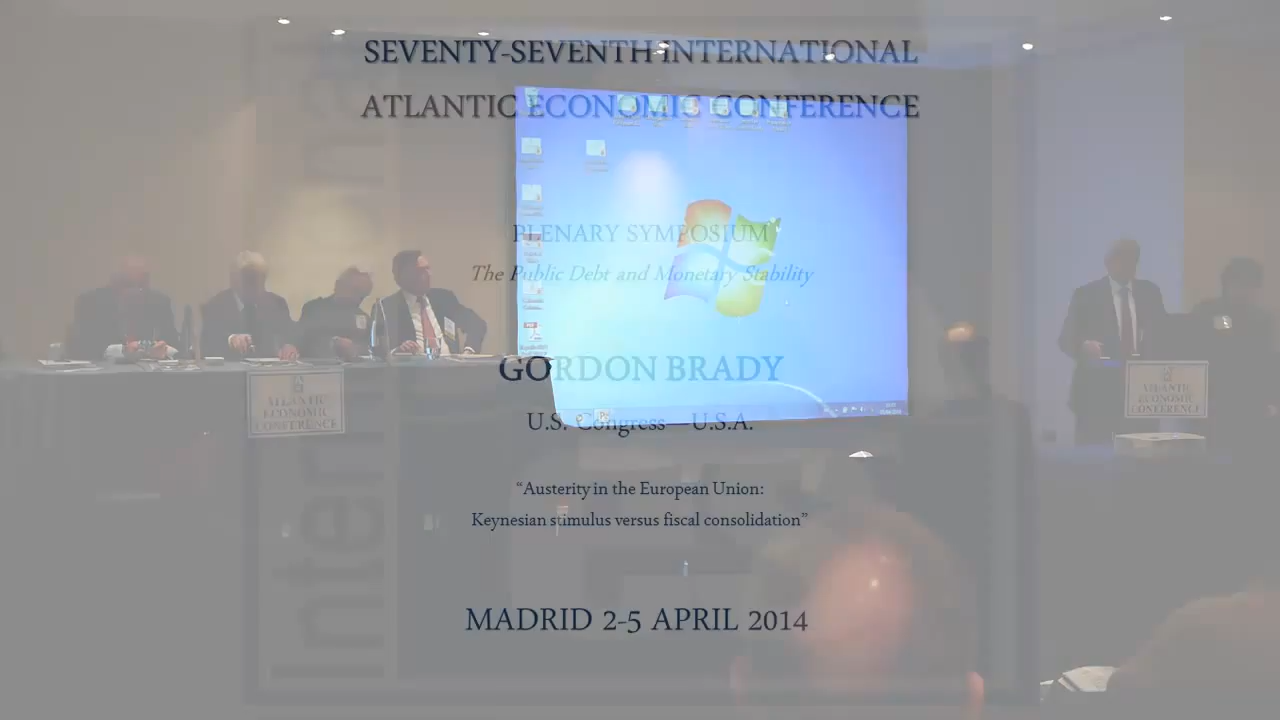 SEVENTY-SEVENTH INTERNATIONAL
ATLANTIC ECONOMIC CONFERENCE
PLENARY SYMPOSIUM
The Public Debt and Monetary Stability
GORDON BRADY
U.S. Congress – U.S.A.
“Austerity in the European Union:
Keynesian stimulus versus fiscal consolidation”
MADRID 2-5 APRIL 2014
ATLANTIC
ECONOMIC
CONFERENCE
ATLANTIC
ECONOMIC
CONFERENCE
Inter